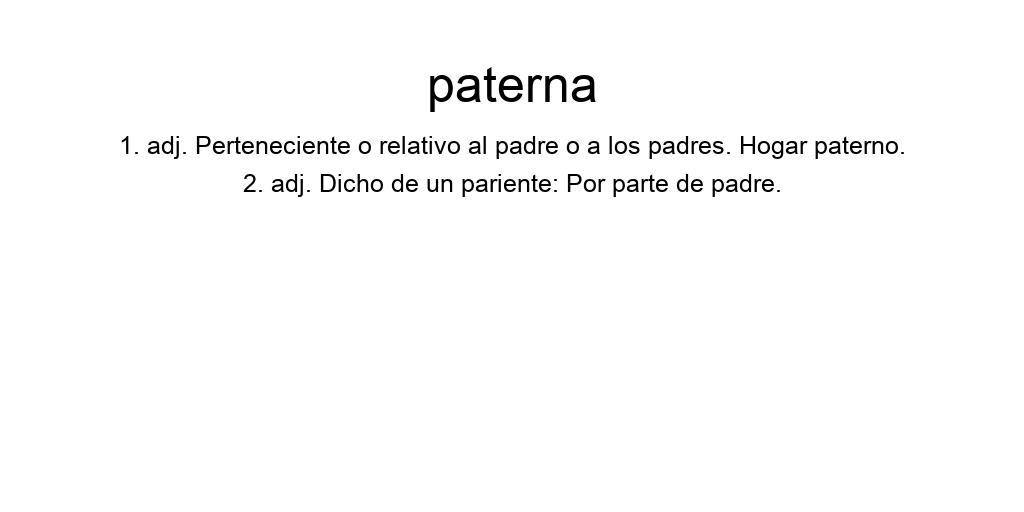 paterna
1. adj. Perteneciente o relativo al padre o a los padres. Hogar paterno.
2. adj. Dicho de un pariente: Por parte de padre.